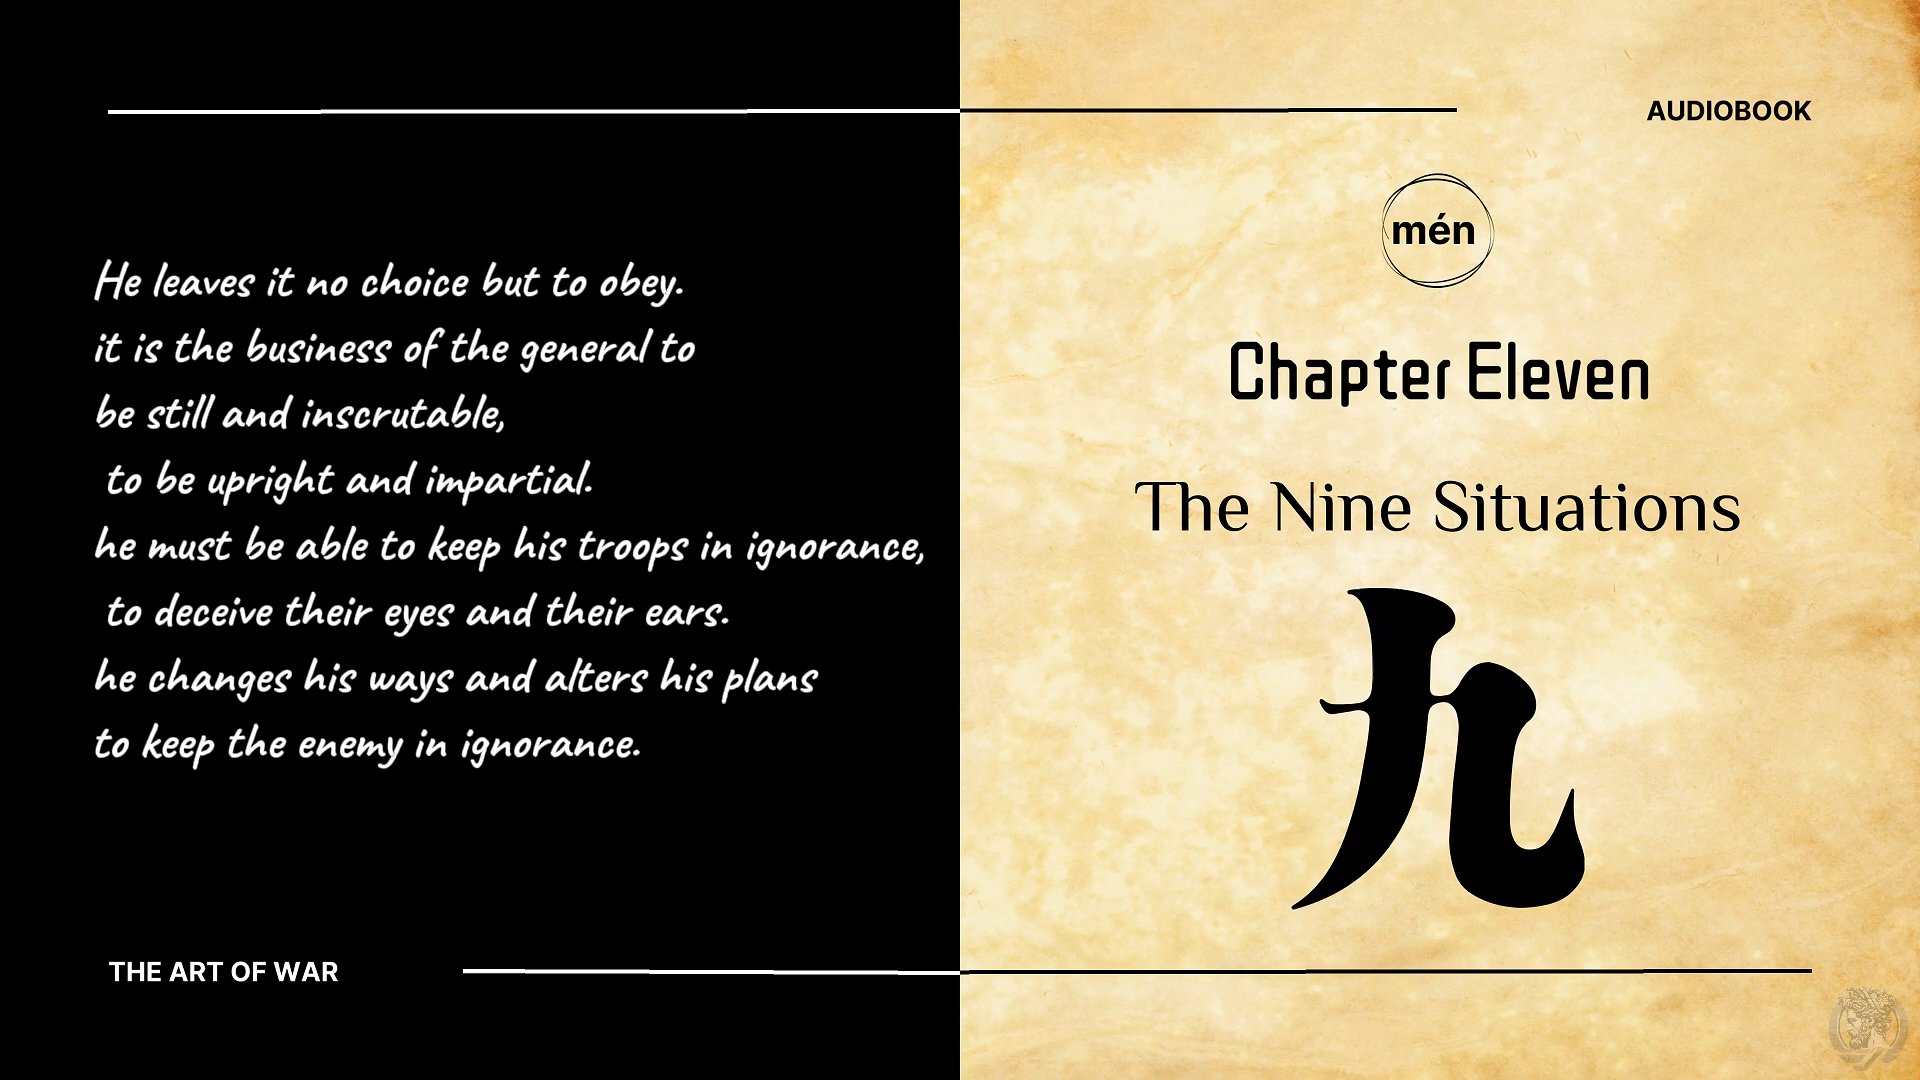 He leaves it no choice but to obey.
it is the business of the general to
be still and inscrutable,
to be upright and impartial.
he must be able to keep his troops in ignorance,
to deceive their eyes and their ears.
he changes his ways and alters his plans
to keep the enemy in ignorance.
THE ART OF WAR
AUDIOBOOK
mén
Chapter Eleven
The Nine Situations
九